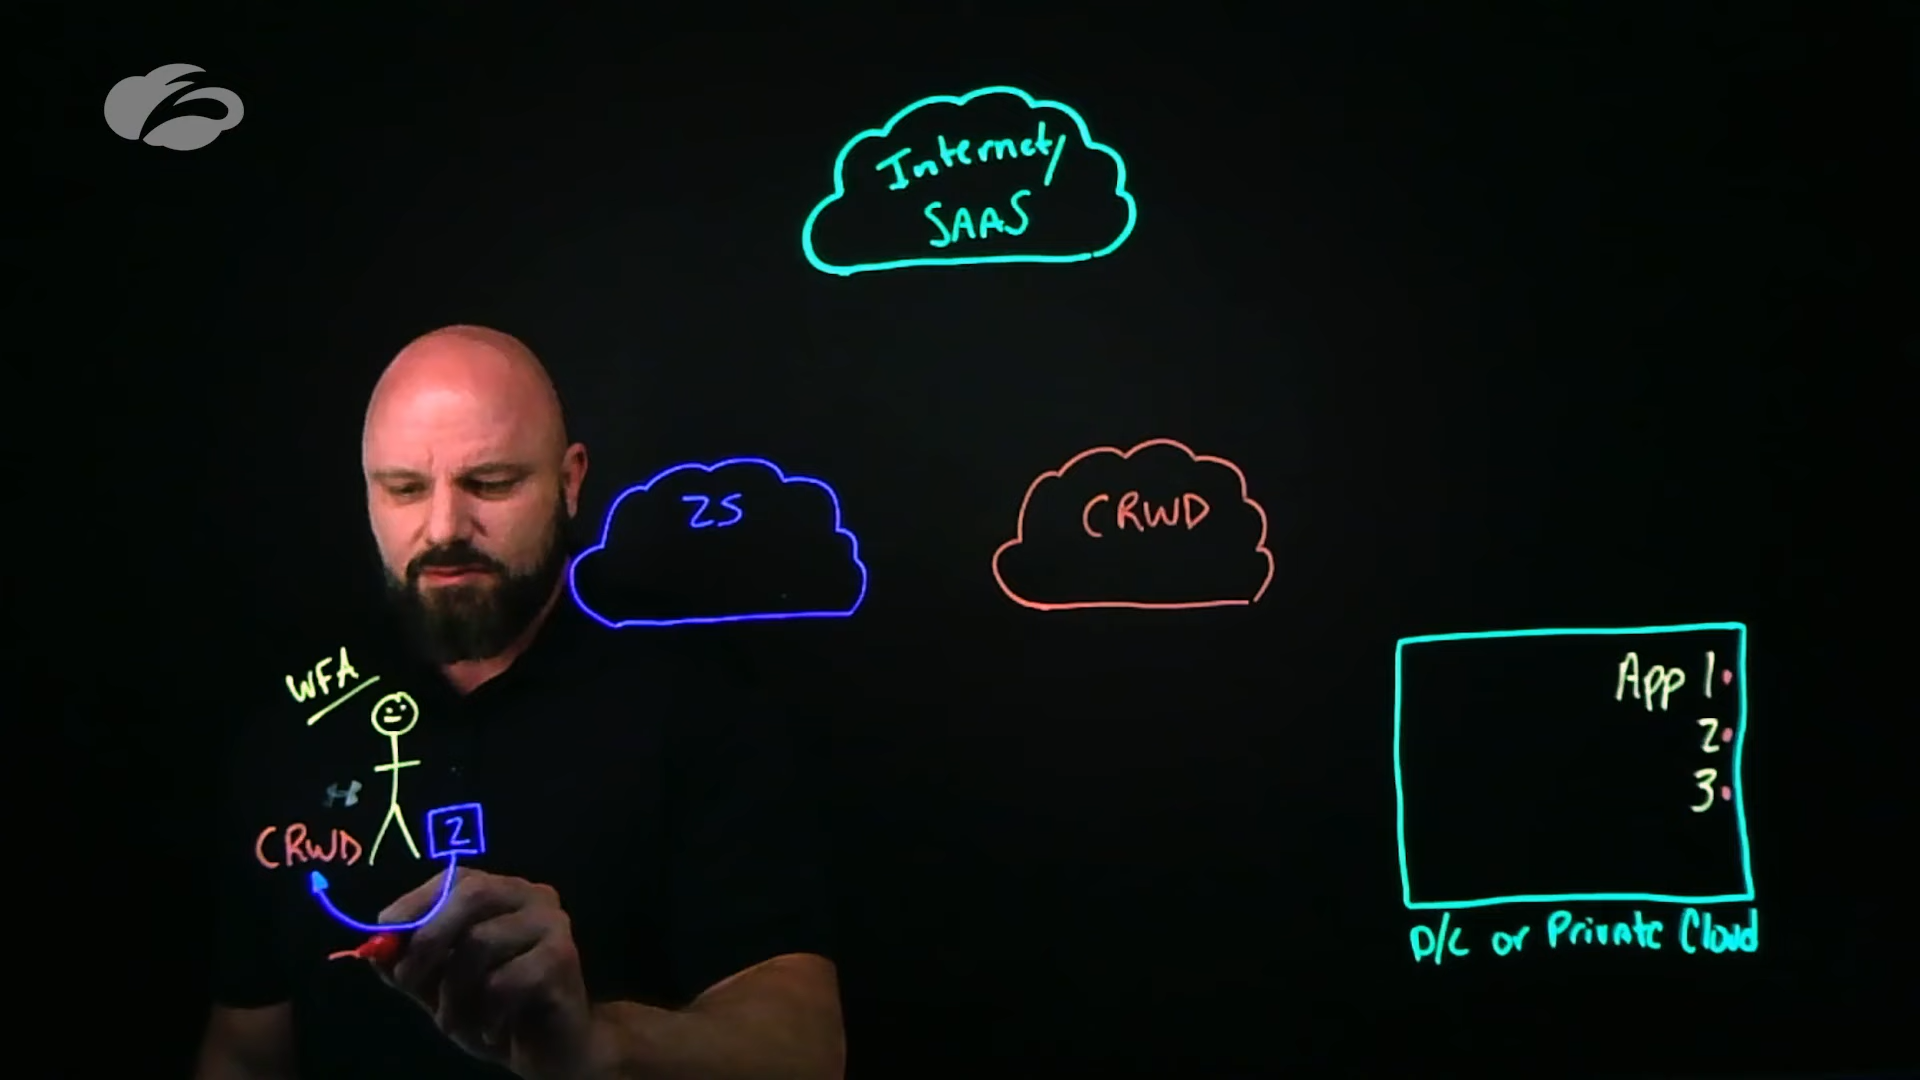 Internet/
SAAS
ZS
CRWD
WFA
CRWD
Z
App 1
2
3
D/C or Private Cloud